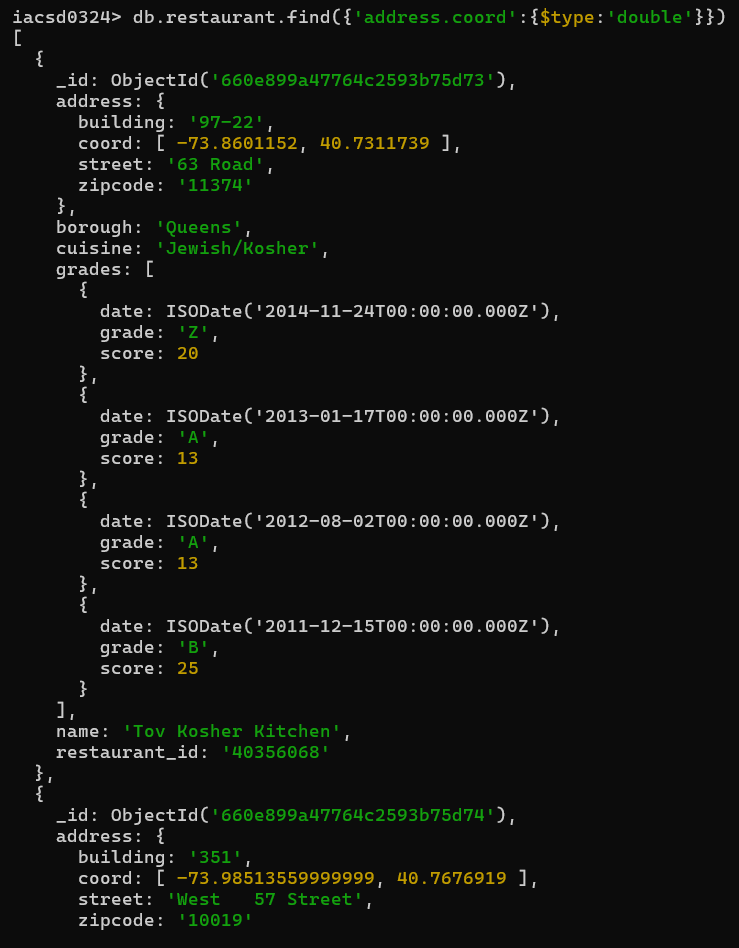 iacsd0324> db.restaurant.find({'address.coord':{$type:'double'}})
[
  {
    _id: ObjectId('660e899a47764c2593b75d73'),
    address: {
      building: '97-22',
      coord: [ -73.8601152, 40.7311739 ],
      street: '63 Road',
      zipcode: '11374'
    },
    borough: 'Queens',
    cuisine: 'Jewish/Kosher',
    grades: [
      {
        date: ISODate('2014-11-24T00:00:00.000Z'),
        grade: 'Z',
        score: 20
      },
      {
        date: ISODate('2013-01-17T00:00:00.000Z'),
        grade: 'A',
        score: 13
      },
      {
        date: ISODate('2012-08-02T00:00:00.000Z'),
        grade: 'A',
        score: 13
      },
      {
        date: ISODate('2011-12-15T00:00:00.000Z'),
        grade: 'B',
        score: 25
      }
    ],
    name: 'Tov Kosher Kitchen',
    restaurant_id: '40356068'
  },
  {
    _id: ObjectId('660e899a47764c2593b75d74'),
    address: {
      building: '351',
      coord: [ -73.98513559999999, 40.7676919 ],
      street: 'West   57 Street',
      zipcode: '10019'